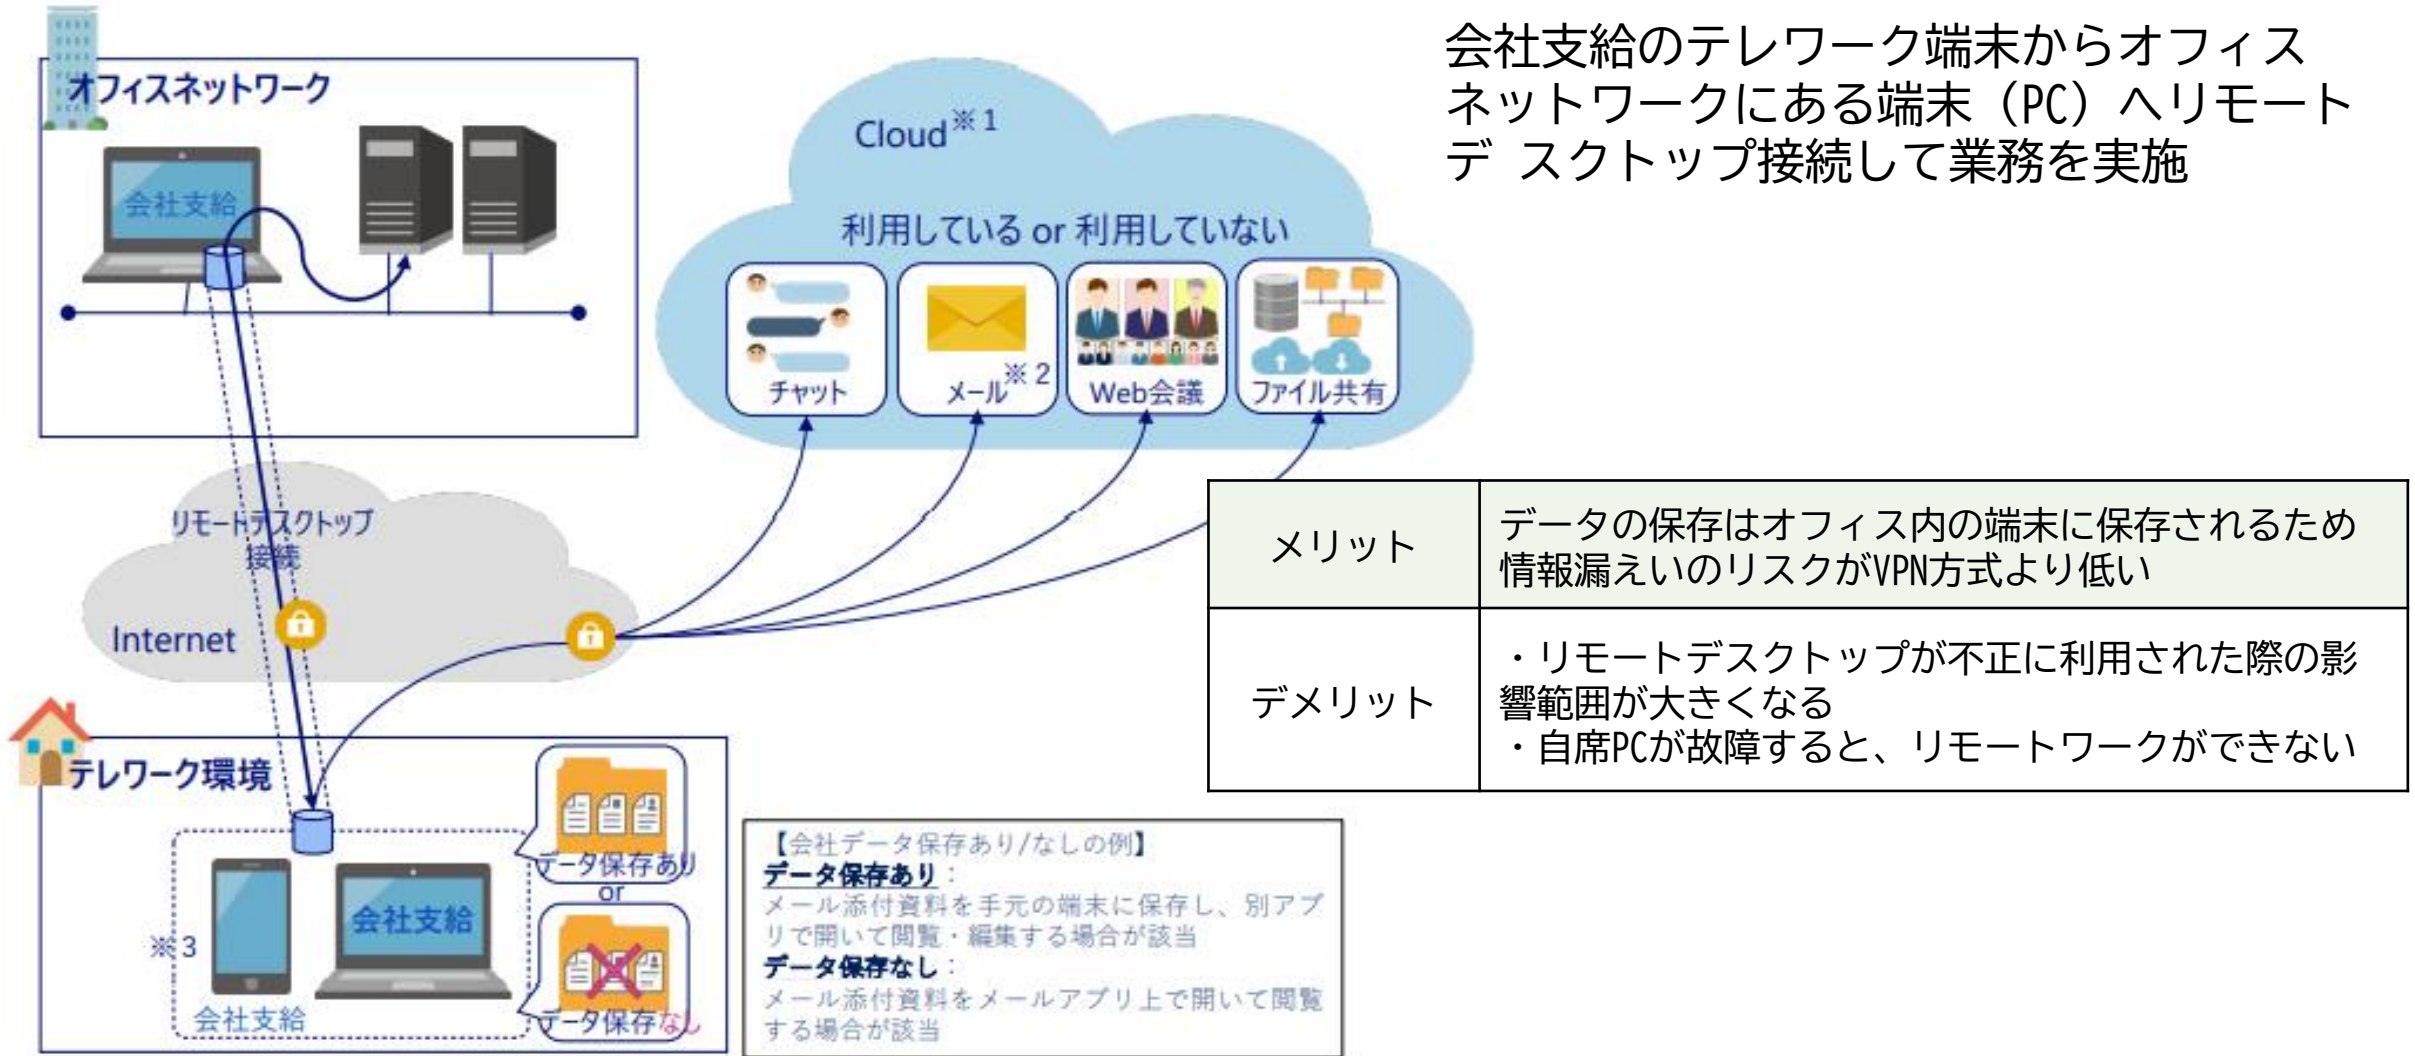 会社支給のテレワーク端末からオフィス
ネットワークにある端末（PC）へリモート
デ スクトップ接続して業務を実施
オフィスネットワーク
会社支給
Cloud※1
利用している or 利用していない
チャット
メール※2
Web会議
ファイル共有
リモートデスクトップ
接続
Internet
メリット
データの保存はオフィス内の端末に保存されるため
情報漏えいのリスクがVPN方式より低い
デメリット
・リモートデスクトップが不正に利用された際の影
響範囲が大きくなる
・自席PCが故障すると、リモートワークができない
テレワーク環境
※3
会社支給
会社支給
データ保存あり
or
データ保存なし
【会社データ保存あり/なしの例】
データ保存あり：
メール添付資料を手元の端末に保存し、別アプ
リで開いて閲覧・編集する場合が該当
データ保存なし：
メール添付資料をメールアプリ上で開いて閲覧
する場合が該当